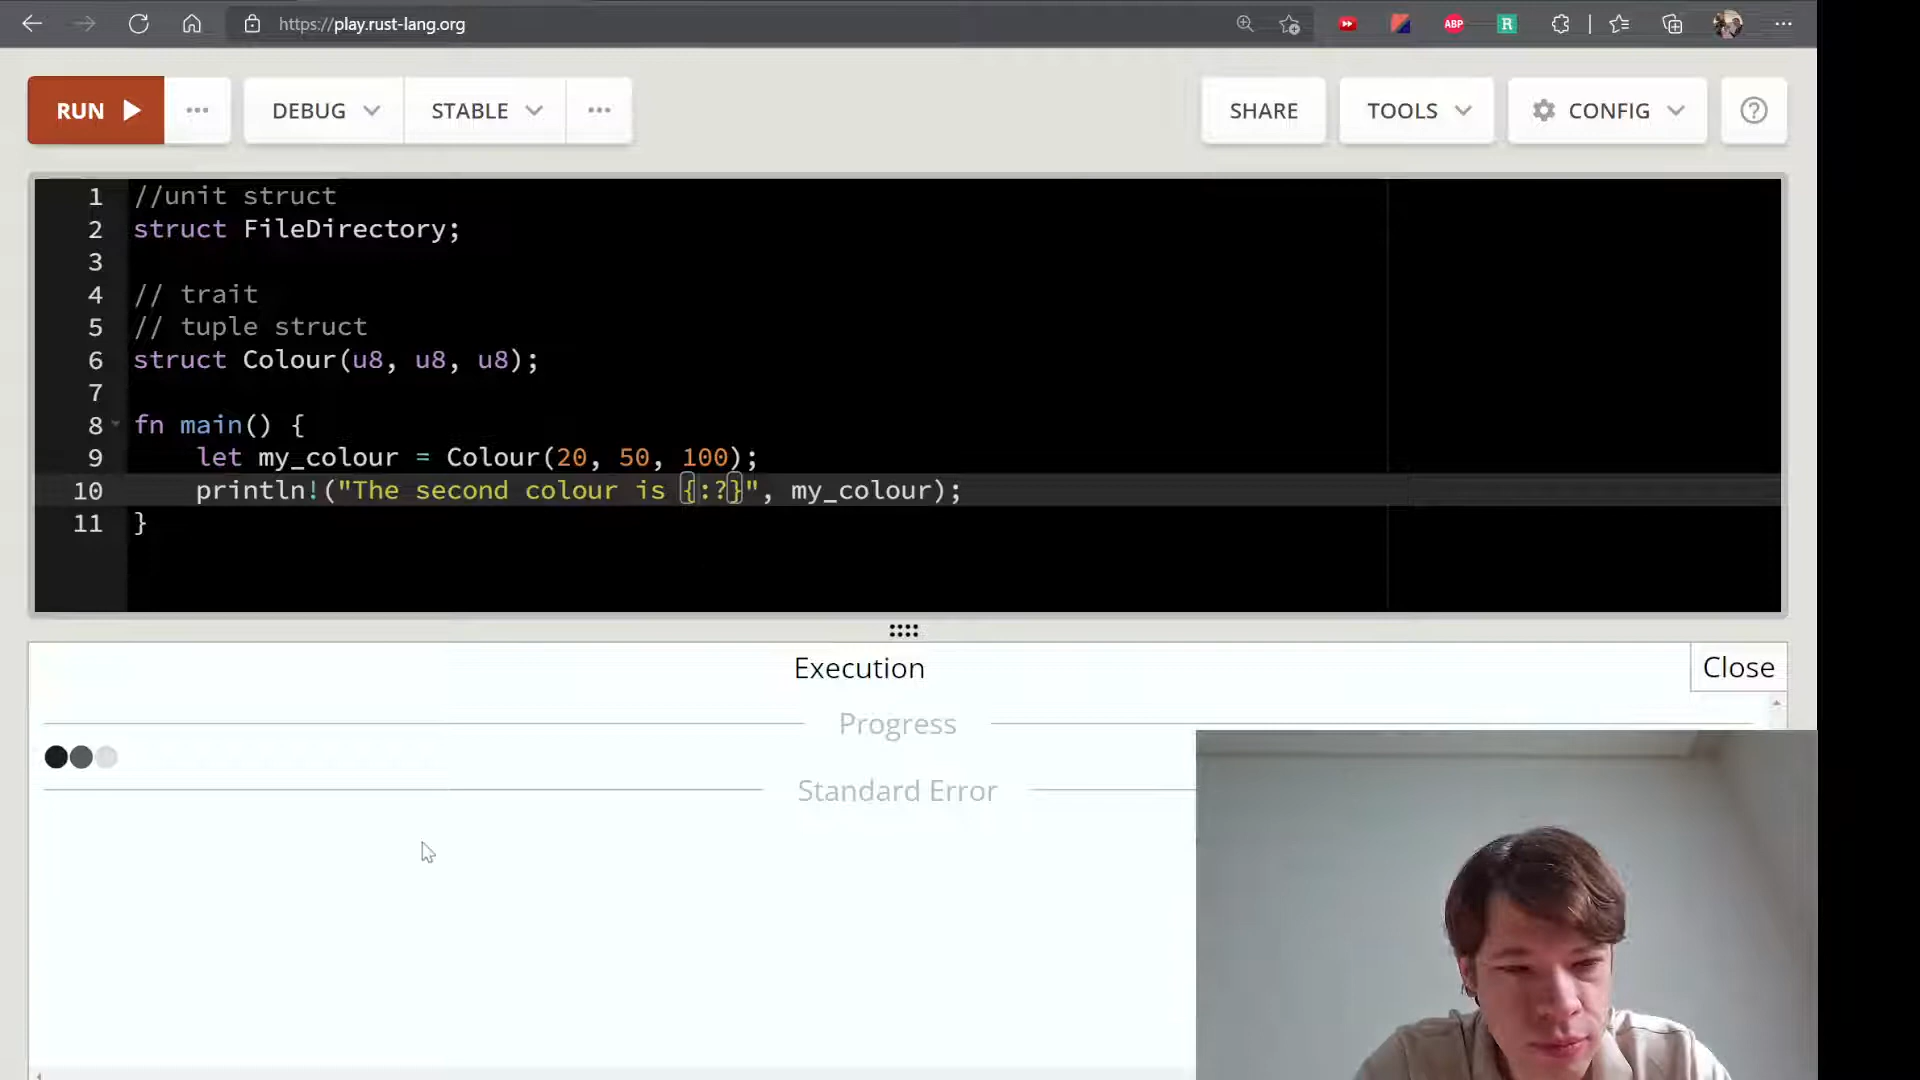 https://play.rust-lang.org
ABP
R
RUN
DEBUG
STABLE
SHARE
TOOLS
CONFIG
?
1 //unit struct
2 struct FileDirectory;
3
4 // trait
5 // tuple struct
6 struct Colour(u8, u8, u8);
7
8 fn main() {
9 let my_colour = Colour(20, 50, 100);
10 println!("The second colour is {:?}", my_colour);
11 }
Execution
Close
Progress
Standard Error